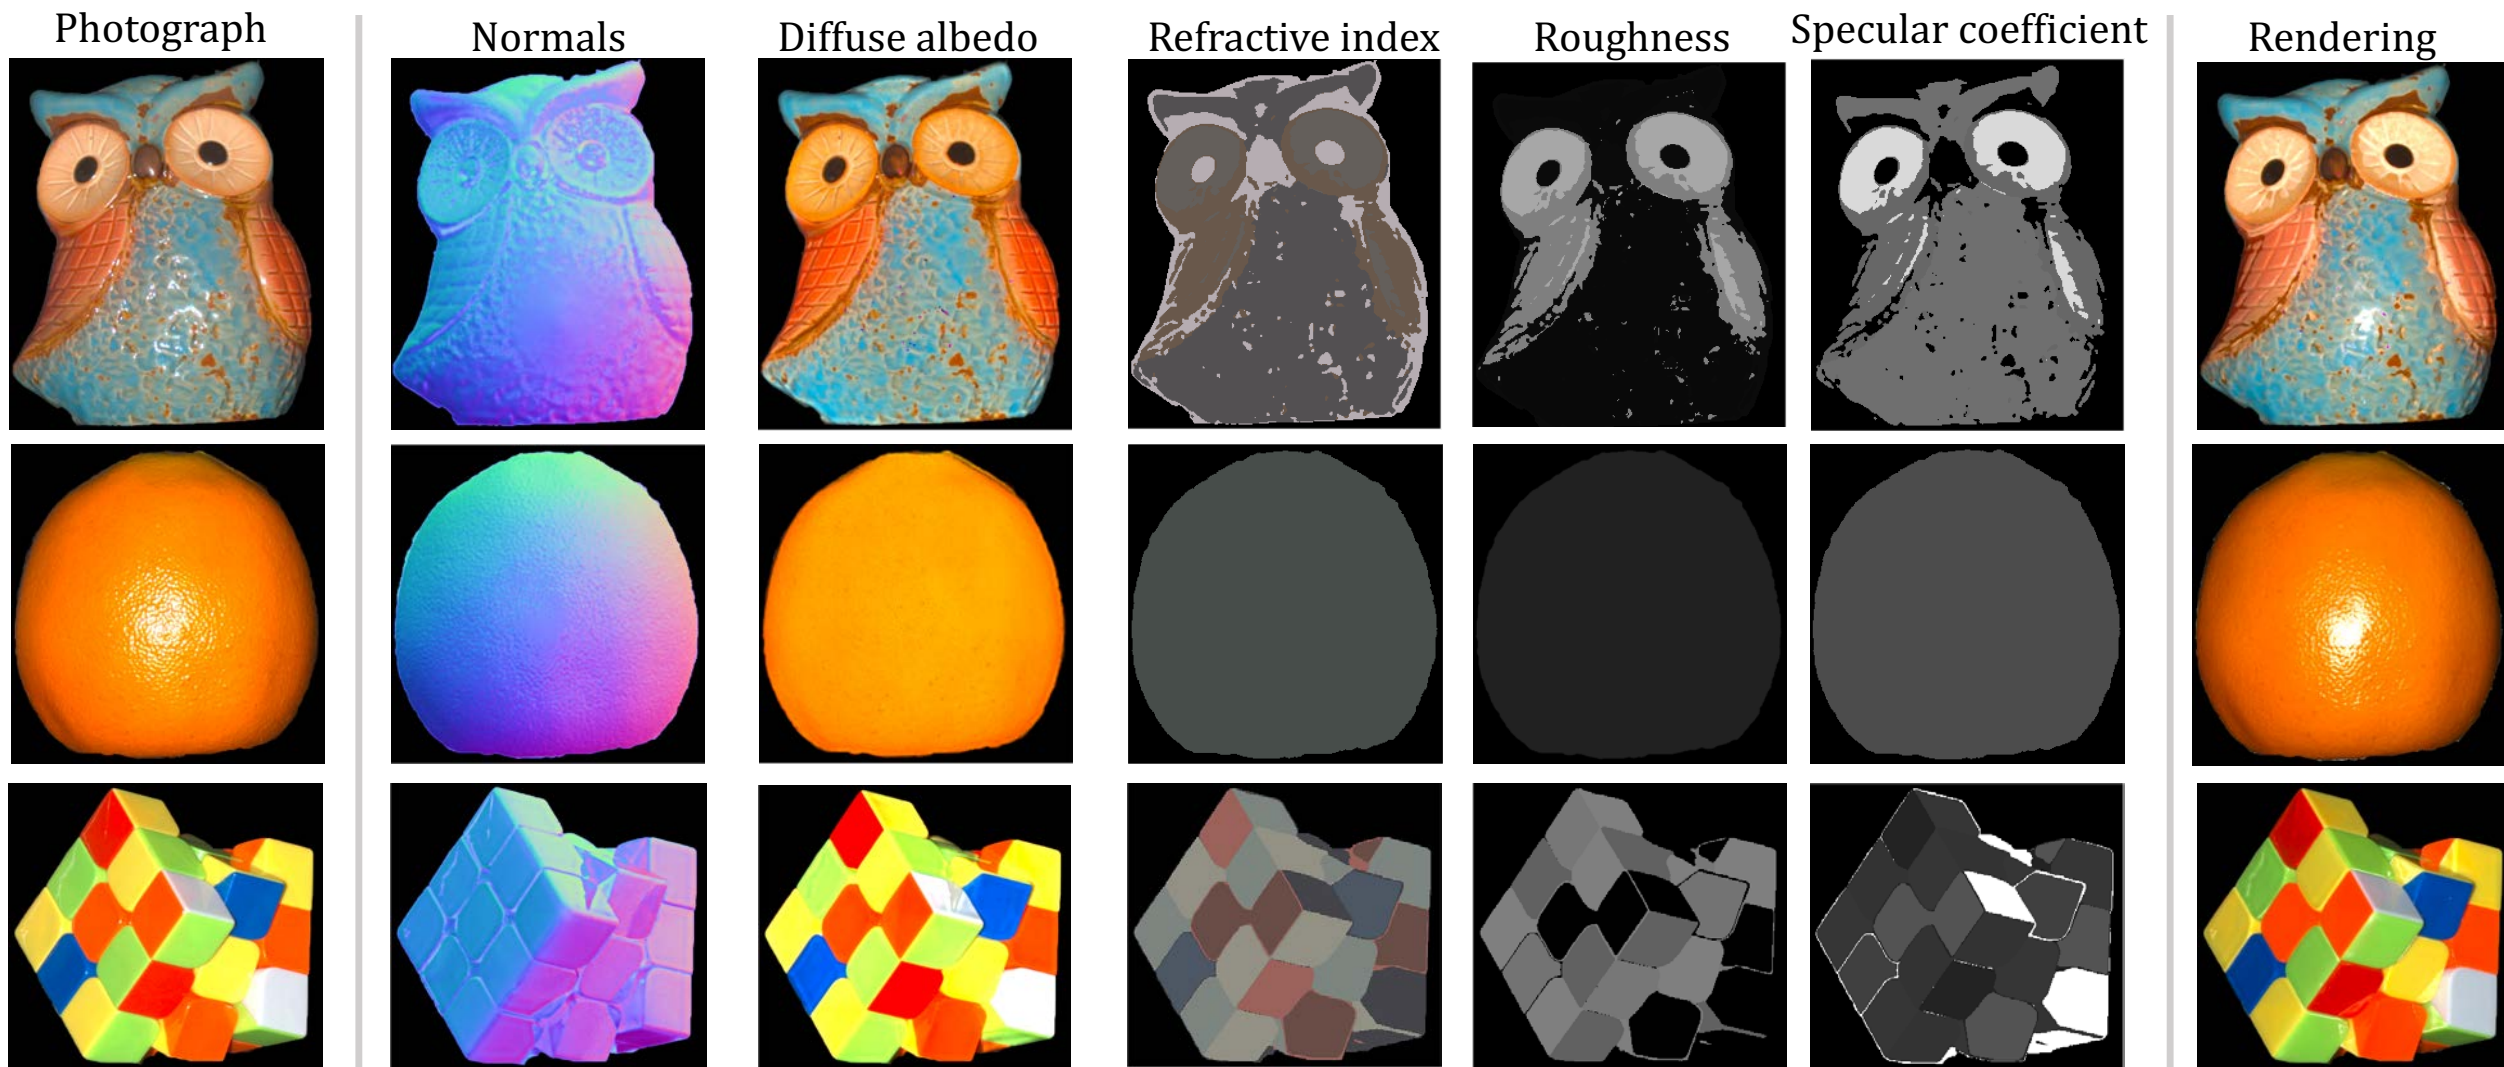 Photograph
Normals
Diffuse albedo
Refractive index
Roughness
Specular coefficient
Rendering